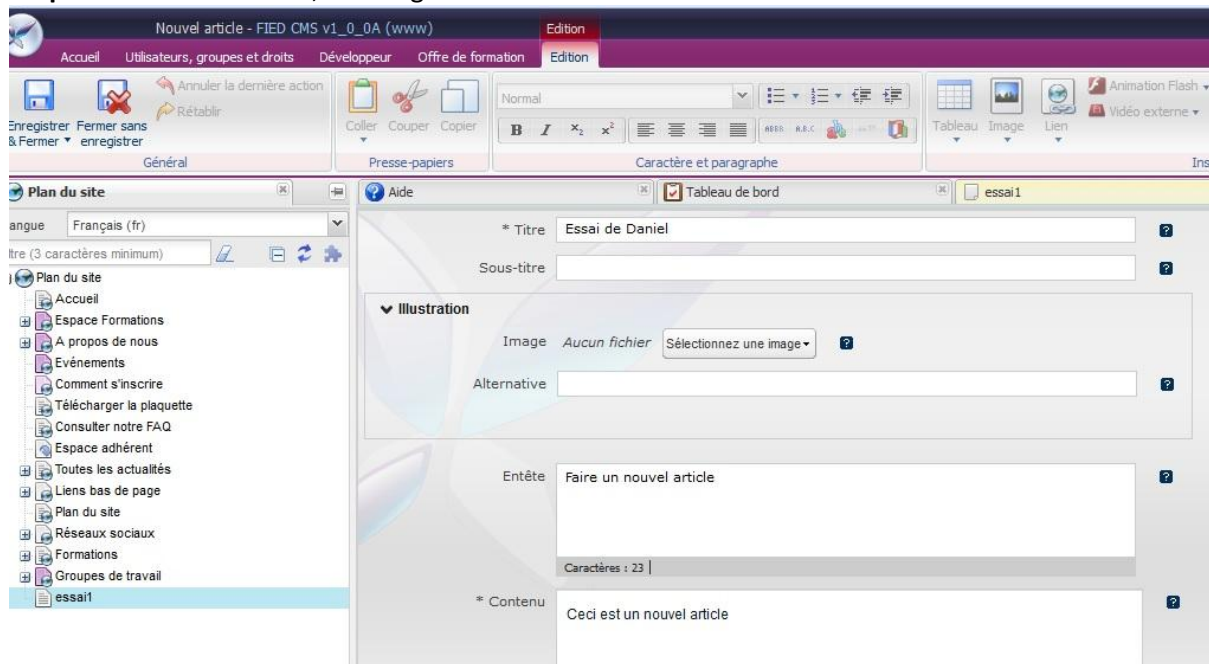 Nouvel article - FIED CMS v1_0_0A (www)
Edition
Accueil Utilisateurs, groupes et droits Développeur Offre de formation Edition
Annuler la dernière action
Rétablir
Enregistrer & Fermer
Fermer sans enregistrer
Général
Coller Couper Copier
Presse-papiers
Normal
B I x₂ x²
Caractère et paragraphe
Tableau Image Lien
Animation Flash
Vidéo externe
Ins
Plan du site
Aide
Tableau de bord
essai1
angue Français (fr)
ltre (3 caractères minimum)
Plan du site
Accueil
Espace Formations
A propos de nous
Evénements
Comment s'inscrire
Télécharger la plaquette
Consulter notre FAQ
Espace adhérent
Toutes les actualités
Liens bas de page
Plan du site
Réseaux sociaux
Formations
Groupes de travail
essai1
* Titre Essai de Daniel
Sous-titre
Illustration
Image Aucun fichier Sélectionnez une image
Alternative
Entête Faire un nouvel article
Caractères : 23
* Contenu Ceci est un nouvel article